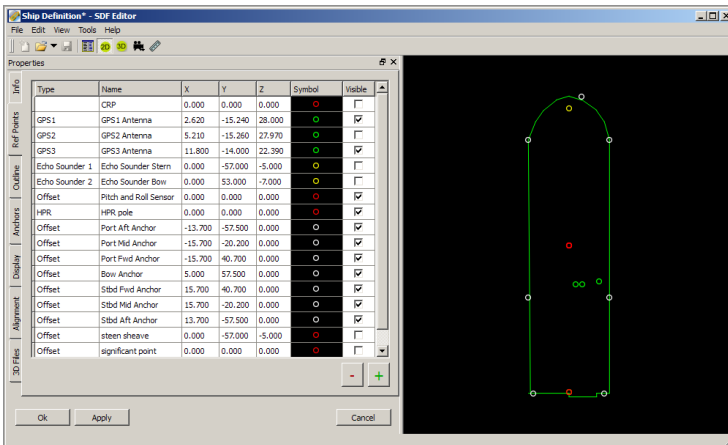 Ship Definition* - SDF Editor
File Edit View Tools Help
2D 3D
Properties
Info
Ref Points
Outline
Anchors
Display
Alignment
3D Files
Type Name X Y Z Symbol Visible
CRP 0.000 0.000 0.000
GPS1 GPS1 Antenna 2.620 -15.240 28.000
GPS2 GPS2 Antenna 5.210 -15.260 27.970
GPS3 GPS3 Antenna 11.800 -14.000 22.390
Echo Sounder 1 Echo Sounder Stern 0.000 -57.000 -5.000
Echo Sounder 2 Echo Sounder Bow 0.000 53.000 -7.000
Offset Pitch and Roll Sensor 0.000 0.000 0.000
HPR HPR pole 0.000 0.000 0.000
Offset Port Aft Anchor -13.700 -57.500 0.000
Offset Port Mid Anchor -15.700 -20.200 0.000
Offset Port Fwd Anchor -15.700 40.700 0.000
Offset Bow Anchor 5.000 57.500 0.000
Offset Stbd Fwd Anchor 15.700 40.700 0.000
Offset Stbd Mid Anchor 15.700 -20.200 0.000
Offset Stbd Aft Anchor 13.700 -57.500 0.000
Offset steen sheave 0.000 -57.000 -5.000
Offset significant point 0.000 0.000 0.000
- +
Ok Apply Cancel